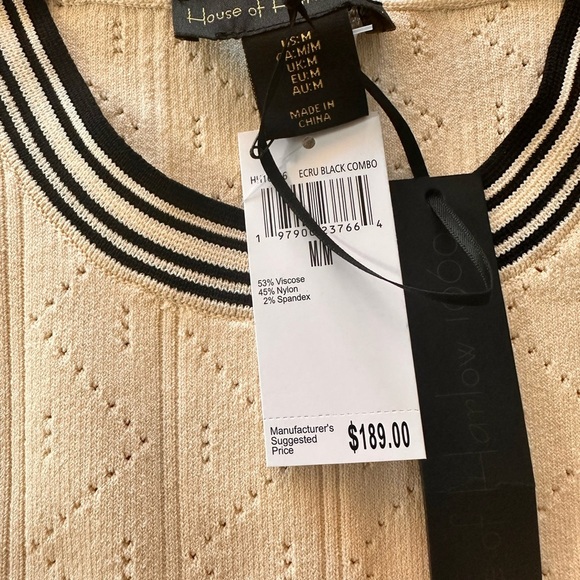 House of
US:M
CA:M/M
UK:M
EU:M
AU:M
MADE IN
CHINA
ECRU BLACK COMBO
1 97900 23766 4
M/M
53% Viscose
45% Nylon
2% Spandex
Manufacturer's
Suggested
Price
$189.00
of Harlow